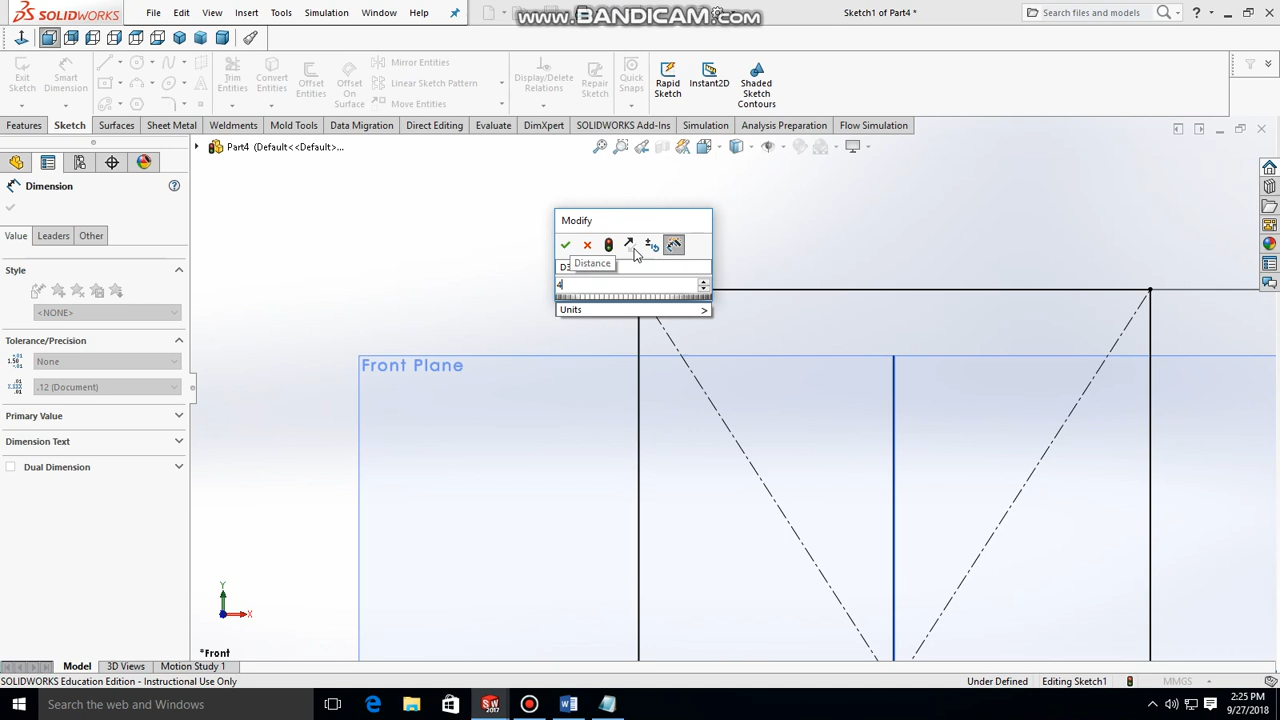 SOLIDWORKS
File Edit View Insert Tools Simulation Window Help
www.BANDICAM.com
Sketch1 of Part4 *
Search files and models
?
Exit Sketch
Smart Dimension
Trim Entities
Convert Entities
Offset Entities
Offset On Surface
Mirror Entities
Linear Sketch Pattern
Move Entities
Display/Delete Relations
Repair Sketch
Quick Snaps
Rapid Sketch
Instant2D
Shaded Sketch Contours
Features Sketch Surfaces Sheet Metal Weldments Mold Tools Data Migration Direct Editing Evaluate DimXpert SOLIDWORKS Add-Ins Simulation Analysis Preparation Flow Simulation
Part4 (Default<<Default>...
Dimension
Value Leaders Other
Style
<NONE>
Tolerance/Precision
None
.12 (Document)
Primary Value
Dimension Text
Dual Dimension
Modify
Distance
4
Units >
Front Plane
Y
X
*Front
Model 3D Views Motion Study 1
SOLIDWORKS Education Edition - Instructional Use Only
Under Defined Editing Sketch1 MMGS
Search the web and Windows
2:25 PM
9/27/2018